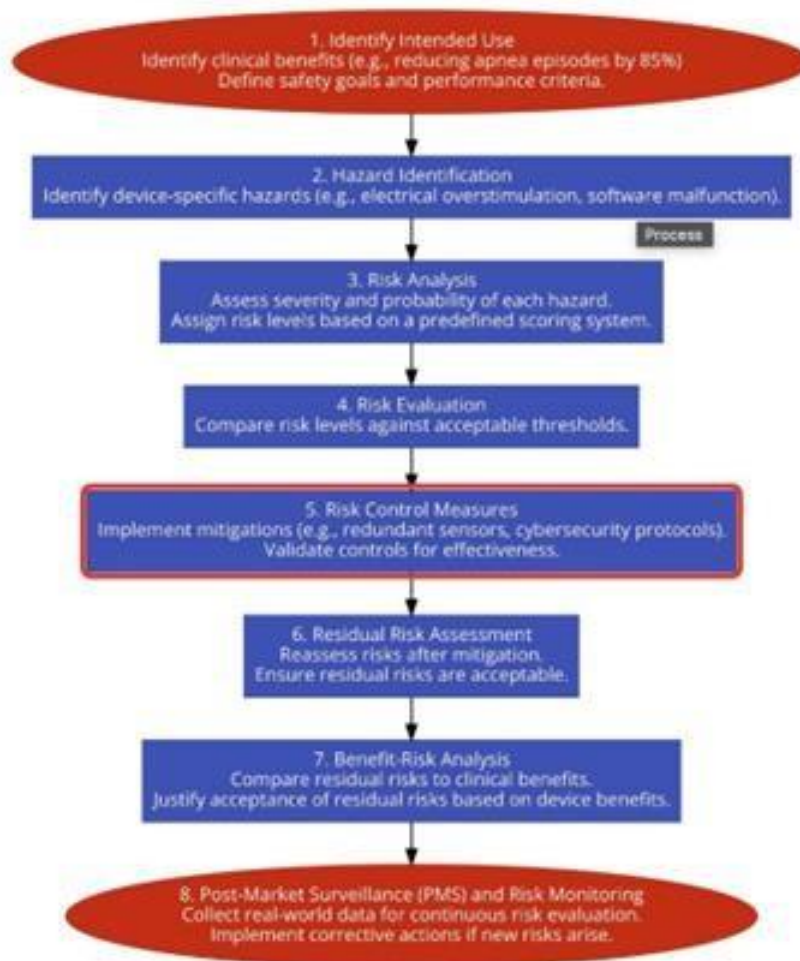 1. Identify Intended Use
Identify clinical benefits (e.g., reducing apnea episodes by 85%)
Define safety goals and performance criteria.
2. Hazard Identification
Identify device-specific hazards (e.g., electrical overstimulation, software malfunction).
Process
3. Risk Analysis
Assess severity and probability of each hazard.
Assign risk levels based on a predefined scoring system.
4. Risk Evaluation
Compare risk levels against acceptable thresholds.
5. Risk Control Measures
Implement mitigations (e.g., redundant sensors, cybersecurity protocols).
Validate controls for effectiveness.
6. Residual Risk Assessment
Reassess risks after mitigation.
Ensure residual risks are acceptable.
7. Benefit-Risk Analysis
Compare residual risks to clinical benefits.
Justify acceptance of residual risks based on device benefits.
8. Post-Market Surveillance (PMS) and Risk Monitoring
Collect real-world data for continuous risk evaluation.
Implement corrective actions if new risks arise.